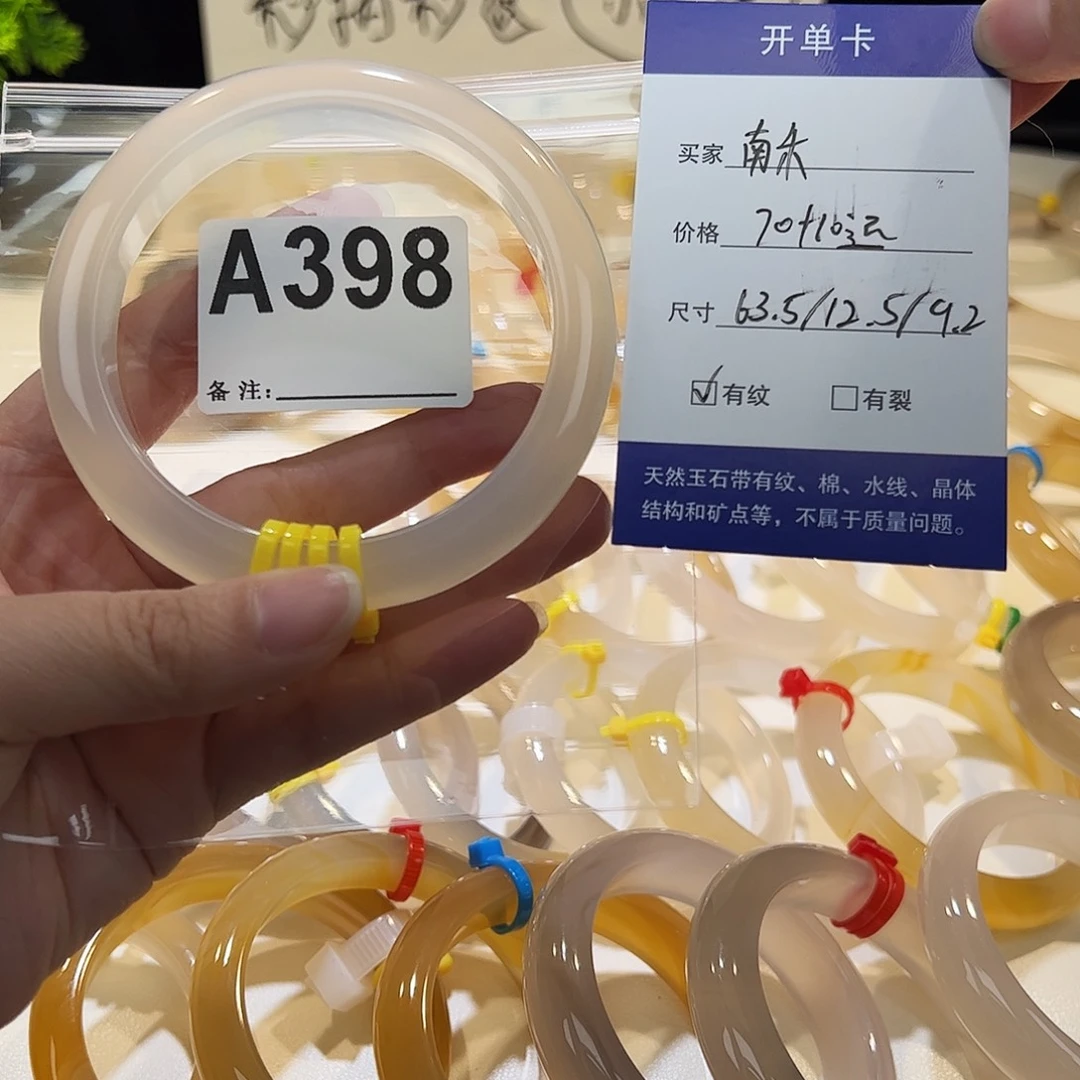 开单卡
买家 南禾
价格 70+10运
尺寸 63.5/12.5/9.2
☑有纹 ☐有裂
天然玉石带有纹、棉、水线、晶体
结构和矿点等，不属于质量问题。
A398
备注：